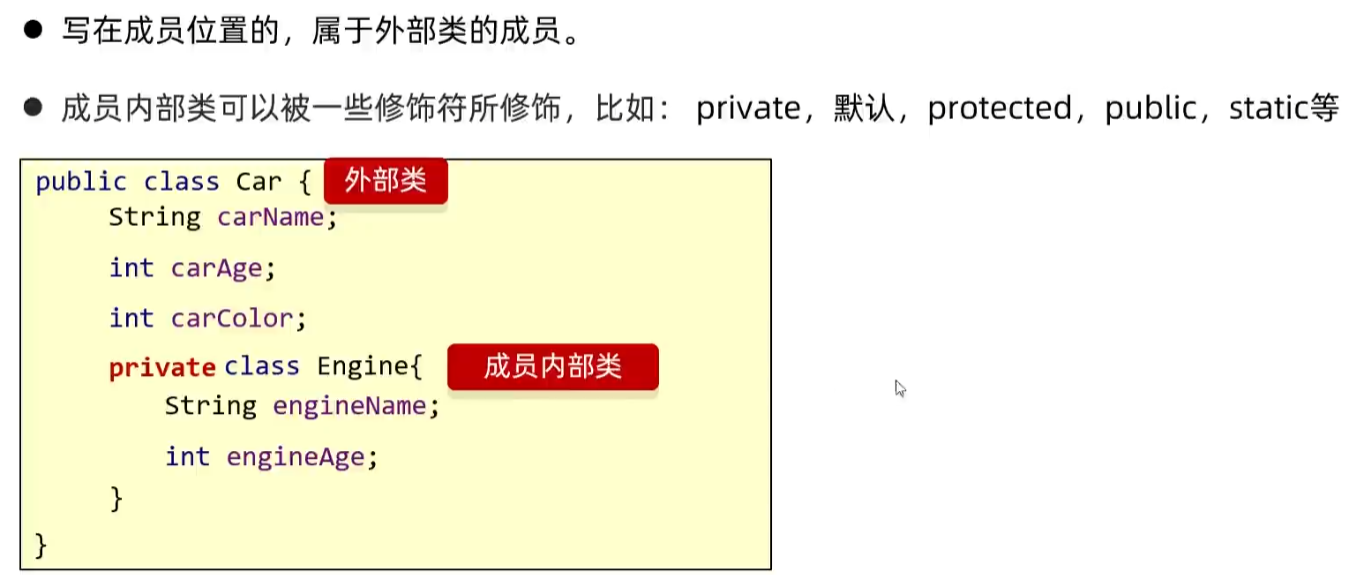 ● 写在成员位置的，属于外部类的成员。
● 成员内部类可以被一些修饰符所修饰，比如： private，默认，protected，public，static等
public class Car { 外部类
String carName;
int carAge;
int carColor;
private class Engine{ 成员内部类
String engineName;
int engineAge;
}
}